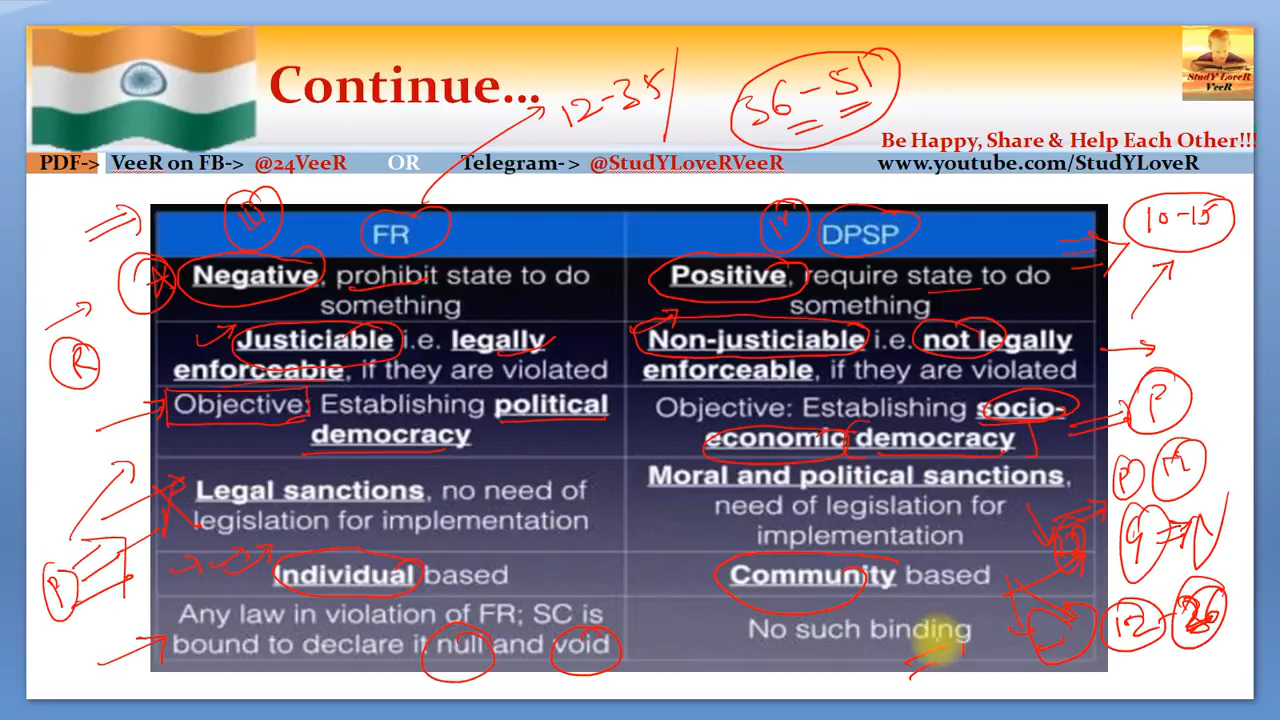 Continue...
12-35
36-51
StudY LoveR
VeeR
Be Happy, Share & Help Each Other!!!
PDF-> VeeR on FB-> @24VeeR OR Telegram-> @StudYLoveRVeeR www.youtube.com/StudYLoveR
10-15
FR
DPSP
Negative, prohibit state to do
something
Positive, require state to do
something
R
Justiciable i.e. legally
enforceable, if they are violated
Non-justiciable i.e. not legally
enforceable, if they are violated
Objective: Establishing political
democracy
Objective: Establishing socio-
economic democracy
P
Legal sanctions, no need of
legislation for implementation
Moral and political sanctions,
need of legislation for
implementation
P M
Individual based
Community based
P
Any law in violation of FR; SC is
bound to declare it null and void
No such binding
12